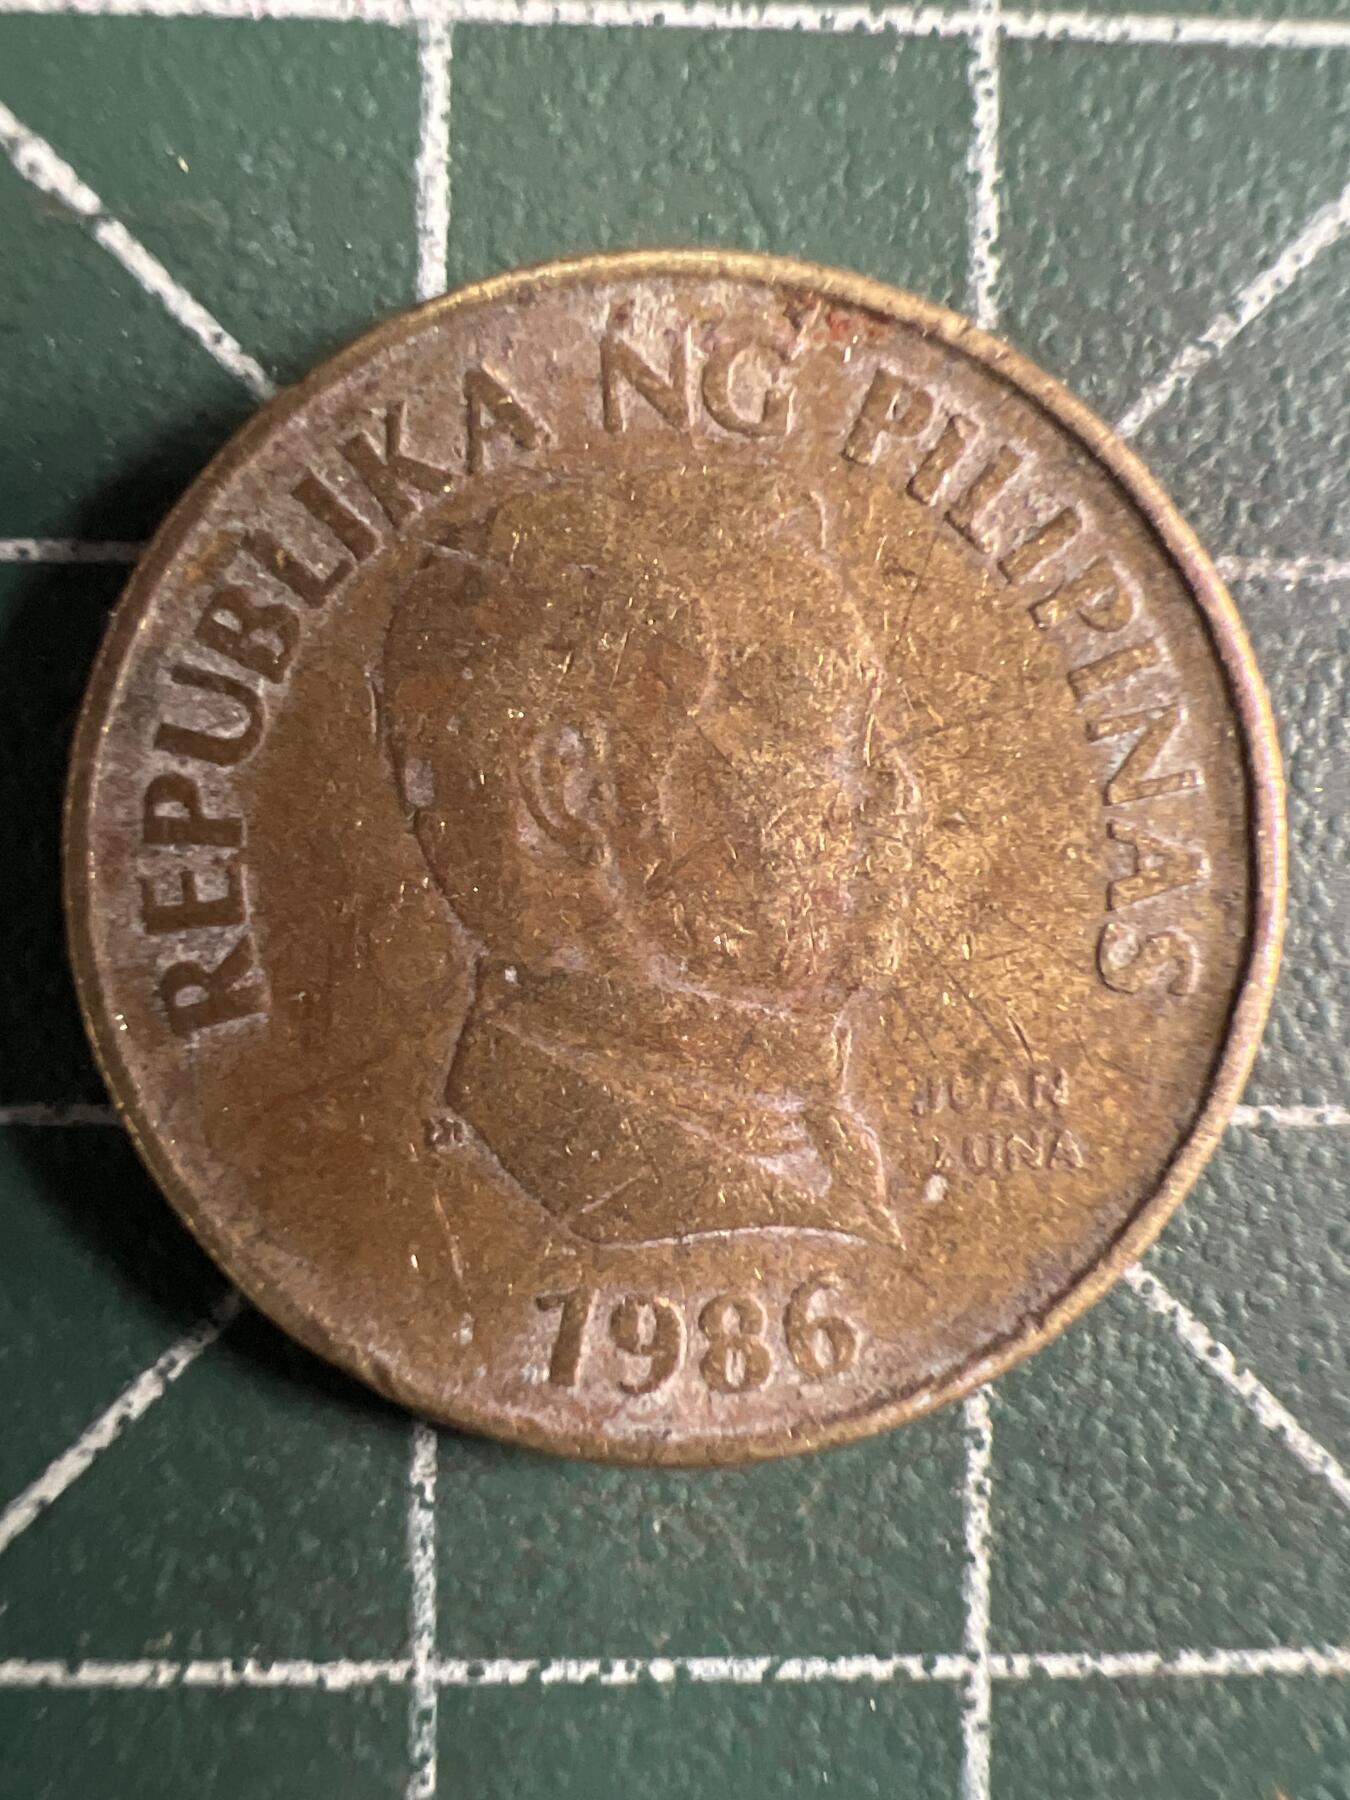 REPUBLIKA NG PILIPINAS
JUAN
LUNA
1986